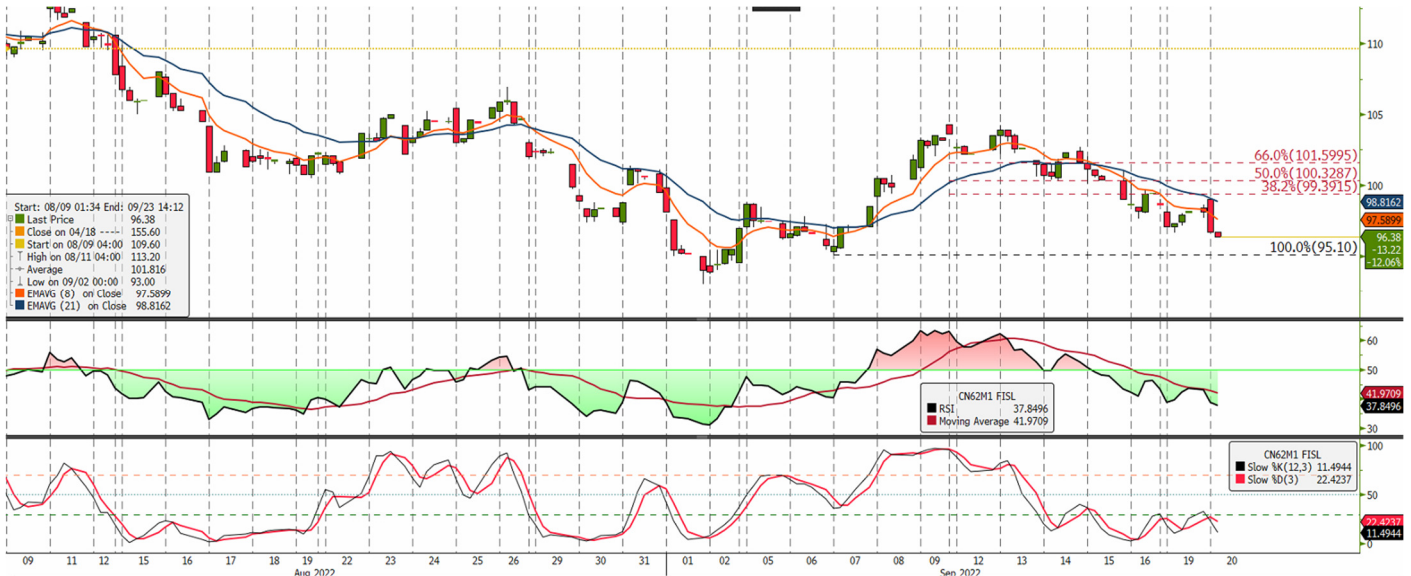 110
105
100
66.0%(101.5995)
50.0%(100.3287)
38.2%(99.3915)
98.8162
97.5899
96.38
-13.22
-12.06%
100.0%(95.10)
Start: 08/09 01:34 End: 09/23 14:12
Last Price 96.38
Close on 04/18 ---- 155.60
Start on 08/09 04:00 109.60
High on 08/11 04:00 113.20
Average 101.816
Low on 09/02 00:00 93.00
EMAVG (8) on Close 97.5899
EMAVG (21) on Close 98.8162
60
50
41.9709
37.8496
30
CN62M1 FISL
RSI 37.8496
Moving Average 41.9709
100
50
22.4237
11.4944
0
CN62M1 FISL
Slow %K(12,3) 11.4944
Slow %D(3) 22.4237
09 11 12 15 16 17 18 19 22 23 24 25 26 29 30 31 01 02 05 06 07 08 09 12 13 14 15 16 19 20
Aug 2022 Sep 2022